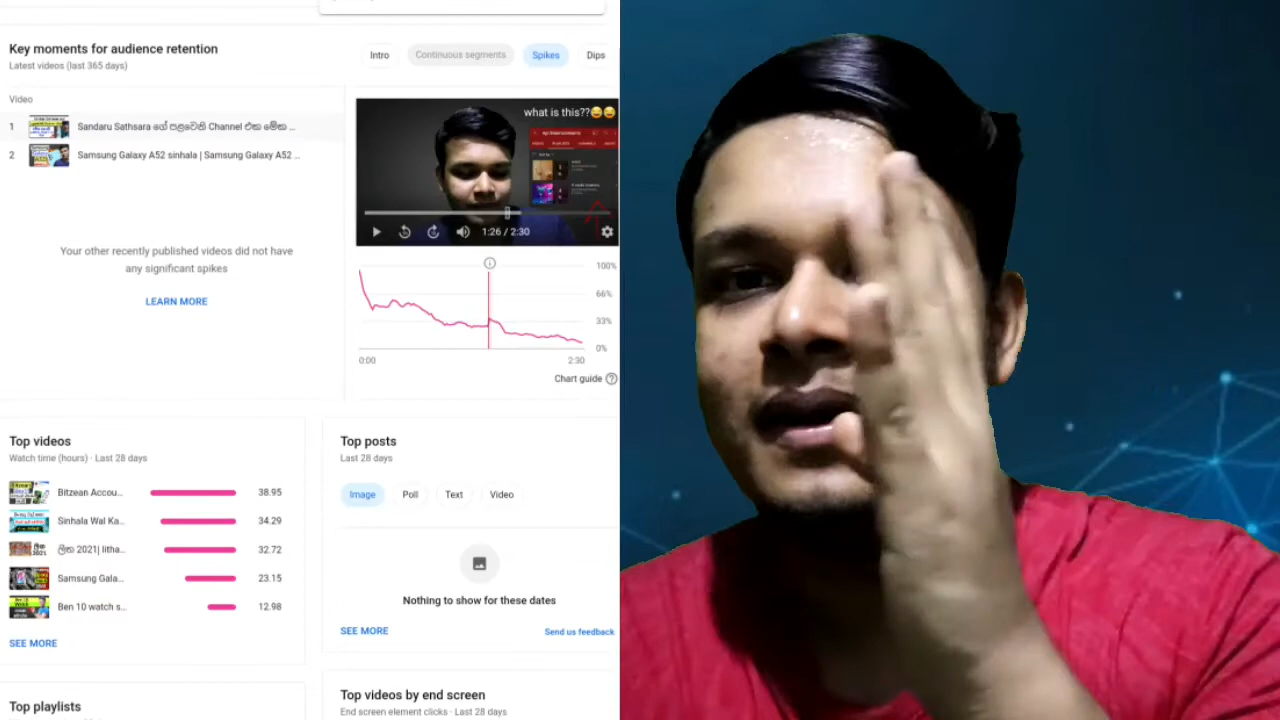 Key moments for audience retention
Latest videos (last 365 days)
Intro
Continuous segments
Spikes
Dips
Video
1 Sandaru Sathsara ගේ පළවෙනි Channel එක මේක ...
2 Samsung Galaxy A52 sinhala | Samsung Galaxy A52 ...
Your other recently published videos did not have
any significant spikes
LEARN MORE
what is this??😂😂
1:26 / 2:30
100%
66%
33%
0%
0:00
2:30
Chart guide
Top videos
Watch time (hours) · Last 28 days
Bitzean Accou... 38.95
Sinhala Wal Ka... 34.29
ලිත 2021| litha... 32.72
Samsung Gala... 23.15
Ben 10 watch s... 12.98
SEE MORE
Top posts
Last 28 days
Image
Poll
Text
Video
Nothing to show for these dates
SEE MORE
Send us feedback
Top playlists
Top videos by end screen
End screen element clicks · Last 28 days